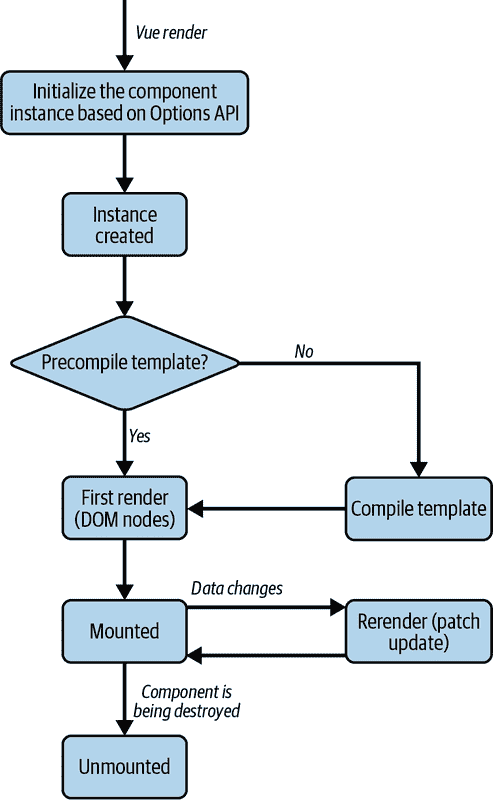 Vue render
Initialize the component
instance based on Options API
Instance
created
Precompile template?
No
Yes
First render
(DOM nodes)
Compile template
Data changes
Mounted
Rerender (patch
update)
Component is
being destroyed
Unmounted